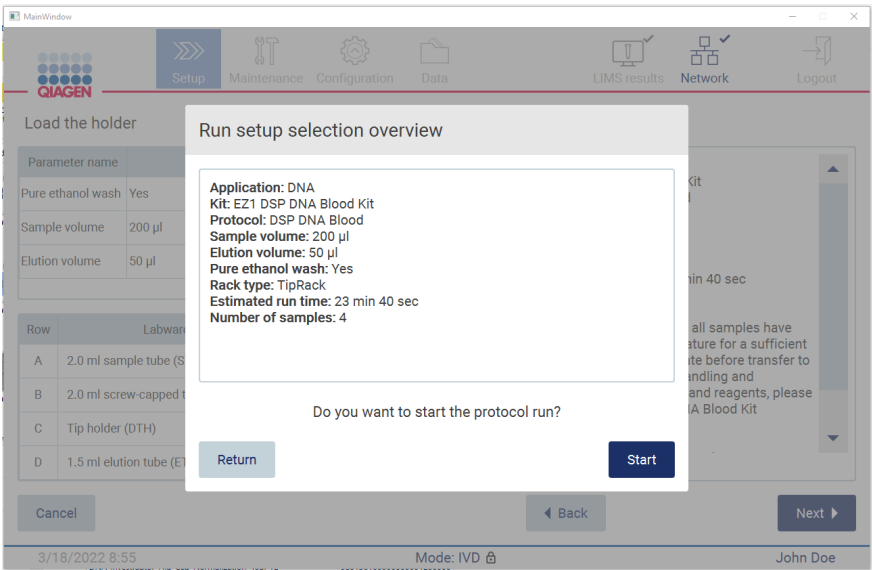 MainWindow
QIAGEN
Setup
Maintenance
Configuration
Data
LIMS results
Network
Logout
Load the holder
Parameter name
Pure ethanol wash Yes
Sample volume 200 µl
Elution volume 50 µl
Row Labware
A 2.0 ml sample tube (S
B 2.0 ml screw-capped t
C Tip holder (DTH)
D 1.5 ml elution tube (ET
Run setup selection overview
Application: DNA
Kit: EZ1 DSP DNA Blood Kit
Protocol: DSP DNA Blood
Sample volume: 200 µl
Elution volume: 50 µl
Pure ethanol wash: Yes
Rack type: TipRack
Estimated run time: 23 min 40 sec
Number of samples: 4
Do you want to start the protocol run?
Return
Start
Kit
min 40 sec
all samples have
ature for a sufficient
te before transfer to
andling and
and reagents, please
IA Blood Kit
Cancel
Back
Next
3/18/2022 8:55
Mode: IVD
John Doe